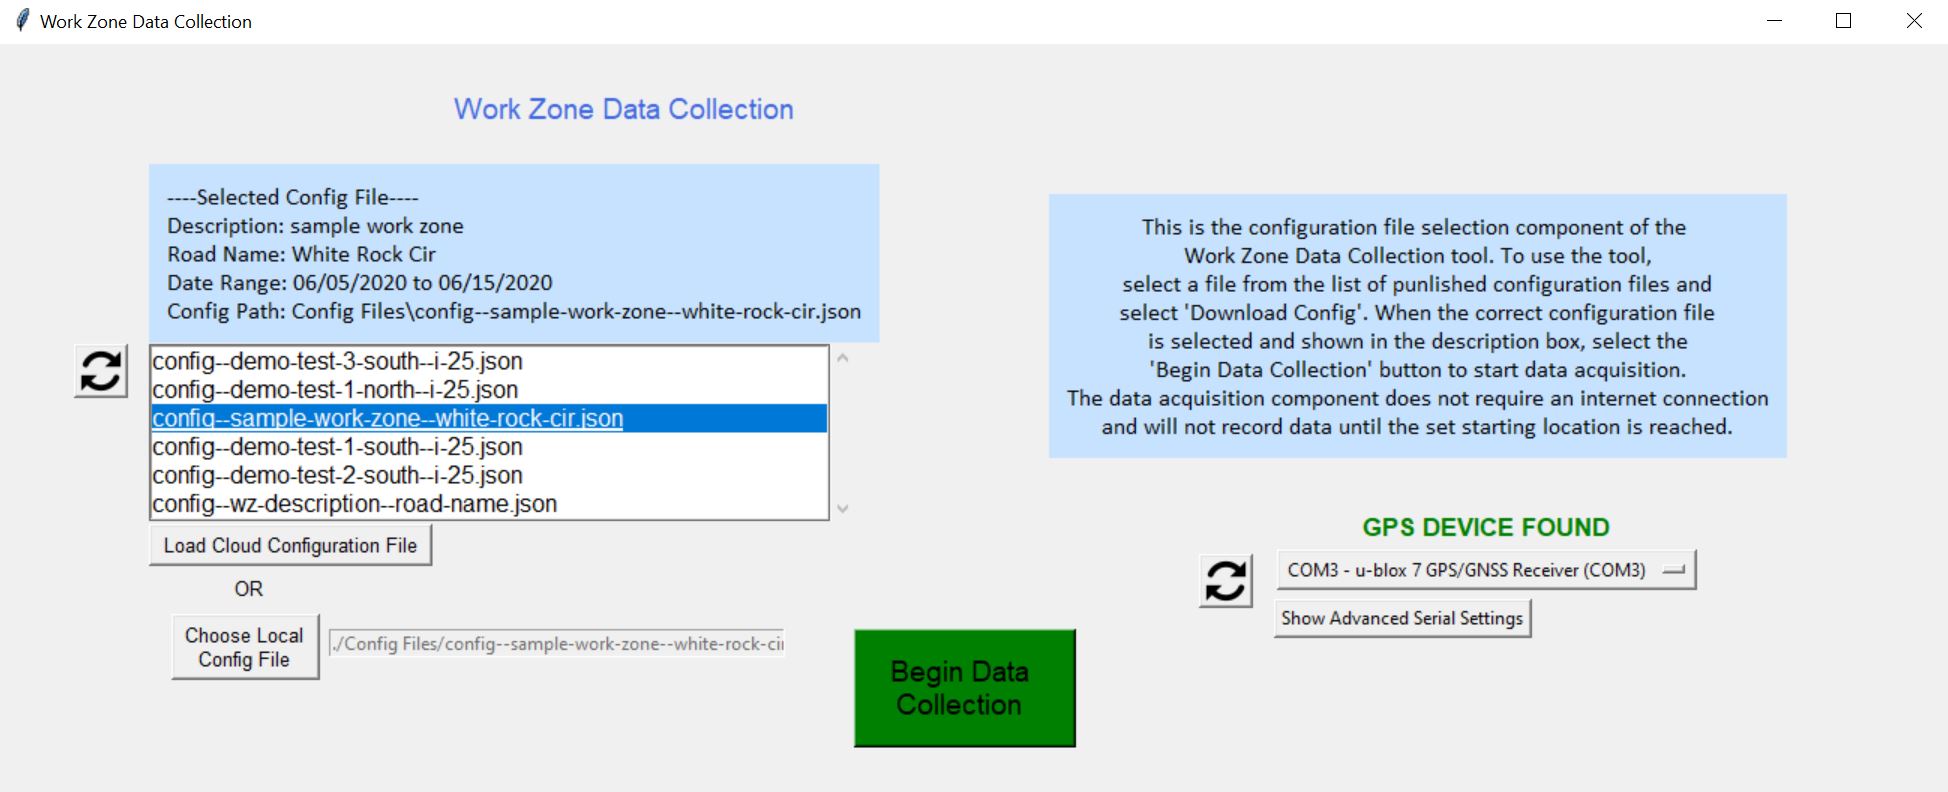 Work Zone Data Collection
Work Zone Data Collection
----Selected Config File----
Description: sample work zone
Road Name: White Rock Cir
Date Range: 06/05/2020 to 06/15/2020
Config Path: Config Files\config--sample-work-zone--white-rock-cir.json
config--demo-test-3-south--i-25.json
config--demo-test-1-north--i-25.json
config--sample-work-zone--white-rock-cir.json
config--demo-test-1-south--i-25.json
config--demo-test-2-south--i-25.json
config--wz-description--road-name.json
Load Cloud Configuration File
OR
Choose Local
Config File
./Config Files/config--sample-work-zone--white-rock-cir
Begin Data
Collection
This is the configuration file selection component of the
Work Zone Data Collection tool. To use the tool,
select a file from the list of punlished configuration files and
select 'Download Config'. When the correct configuration file
is selected and shown in the description box, select the
'Begin Data Collection' button to start data acquisition.
The data acquisition component does not require an internet connection
and will not record data until the set starting location is reached.
GPS DEVICE FOUND
COM3 - u-blox 7 GPS/GNSS Receiver (COM3)
Show Advanced Serial Settings